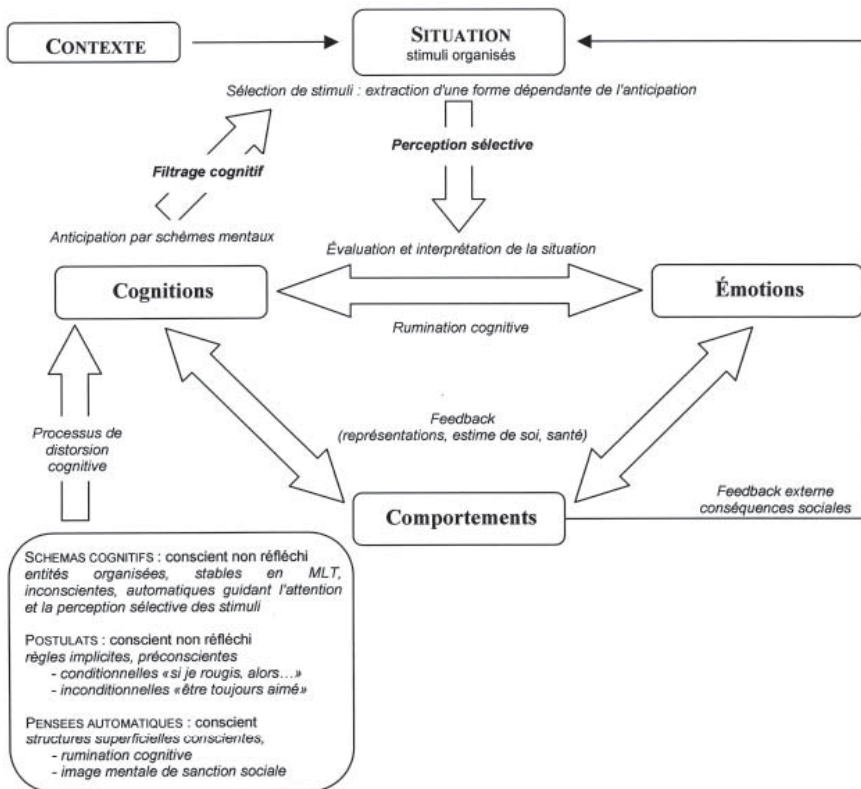 CONTEXTE
SITUATION
stimuli organisés
Sélection de stimuli : extraction d'une forme dépendante de l'anticipation
Filtrage cognitif
Perception sélective
Anticipation par schèmes mentaux
Évaluation et interprétation de la situation
Cognitions
Émotions
Rumination cognitive
Processus de
distorsion
cognitive
Feedback
(représentations, estime de soi, santé)
Comportements
Feedback externe
conséquences sociales
SCHEMAS COGNITIFS : conscient non réfléchi
entités organisées, stables en MLT,
inconscientes, automatiques guidant l'attention
et la perception sélective des stimuli
POSTULATS : conscient non réfléchi
règles implicites, préconscientes
- conditionnelles «si je rougis, alors...»
- inconditionnelles «être toujours aimé»
PENSEES AUTOMATIQUES : conscient
structures superficielles conscientes,
- rumination cognitive
- image mentale de sanction sociale